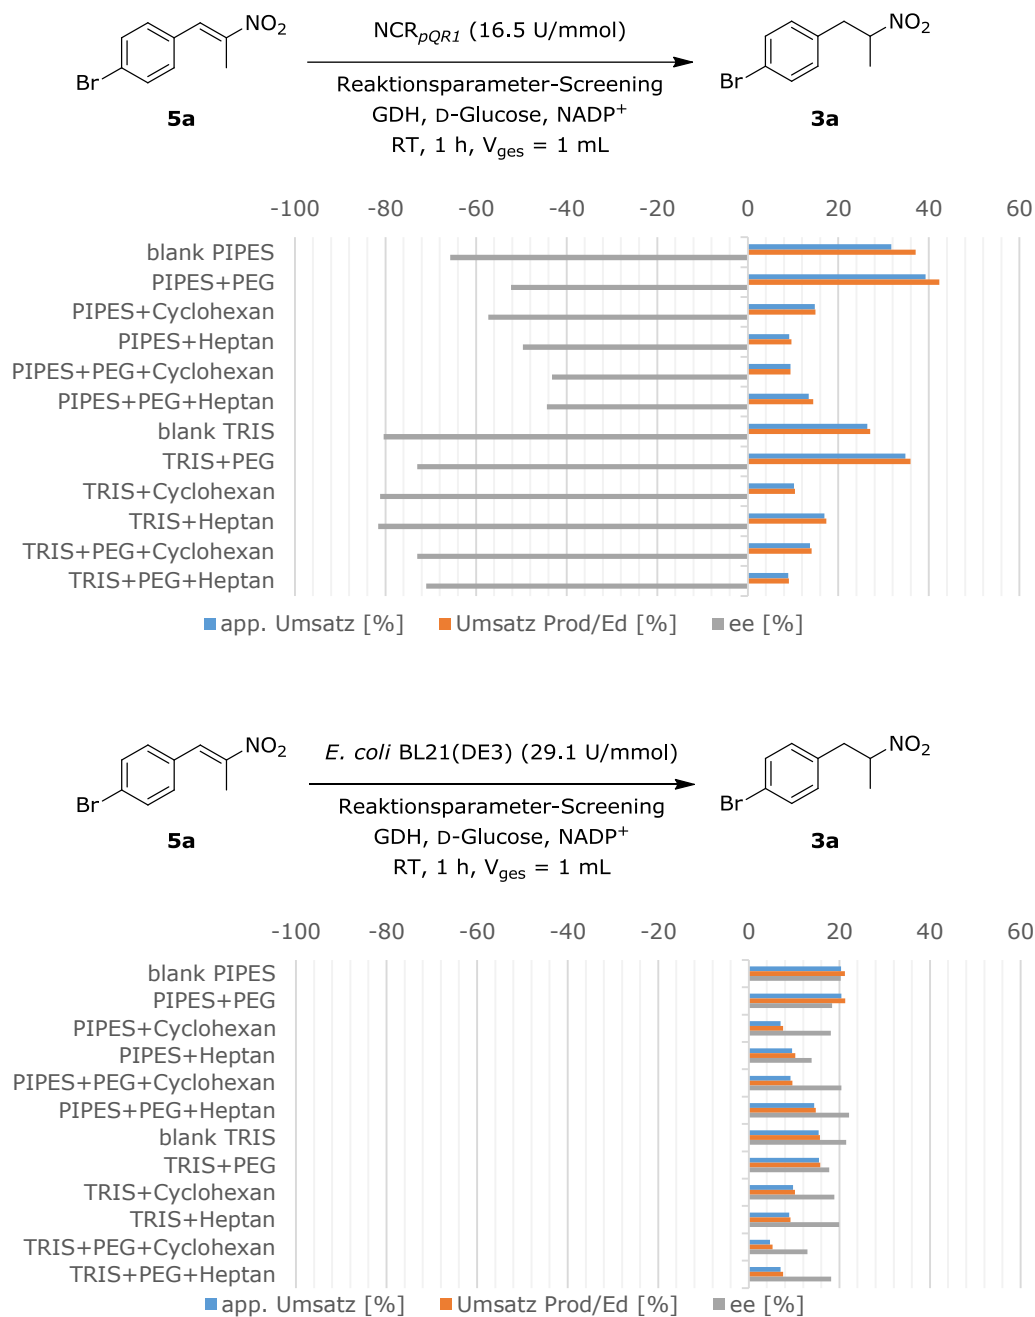 NO₂
Br
5a
NCRpQR1 (16.5 U/mmol)
Reaktionsparameter-Screening
GDH, D-Glucose, NADP⁺
RT, 1 h, Vges = 1 mL
NO₂
Br
3a
-100 -80 -60 -40 -20 0 20 40 60
blank PIPES
PIPES+PEG
PIPES+Cyclohexan
PIPES+Heptan
PIPES+PEG+Cyclohexan
PIPES+PEG+Heptan
blank TRIS
TRIS+PEG
TRIS+Cyclohexan
TRIS+Heptan
TRIS+PEG+Cyclohexan
TRIS+PEG+Heptan
app. Umsatz [%] Umsatz Prod/Ed [%] ee [%]
NO₂
Br
5a
E. coli BL21(DE3) (29.1 U/mmol)
Reaktionsparameter-Screening
GDH, D-Glucose, NADP⁺
RT, 1 h, Vges = 1 mL
NO₂
Br
3a
-100 -80 -60 -40 -20 0 20 40 60
blank PIPES
PIPES+PEG
PIPES+Cyclohexan
PIPES+Heptan
PIPES+PEG+Cyclohexan
PIPES+PEG+Heptan
blank TRIS
TRIS+PEG
TRIS+Cyclohexan
TRIS+Heptan
TRIS+PEG+Cyclohexan
TRIS+PEG+Heptan
app. Umsatz [%] Umsatz Prod/Ed [%] ee [%]